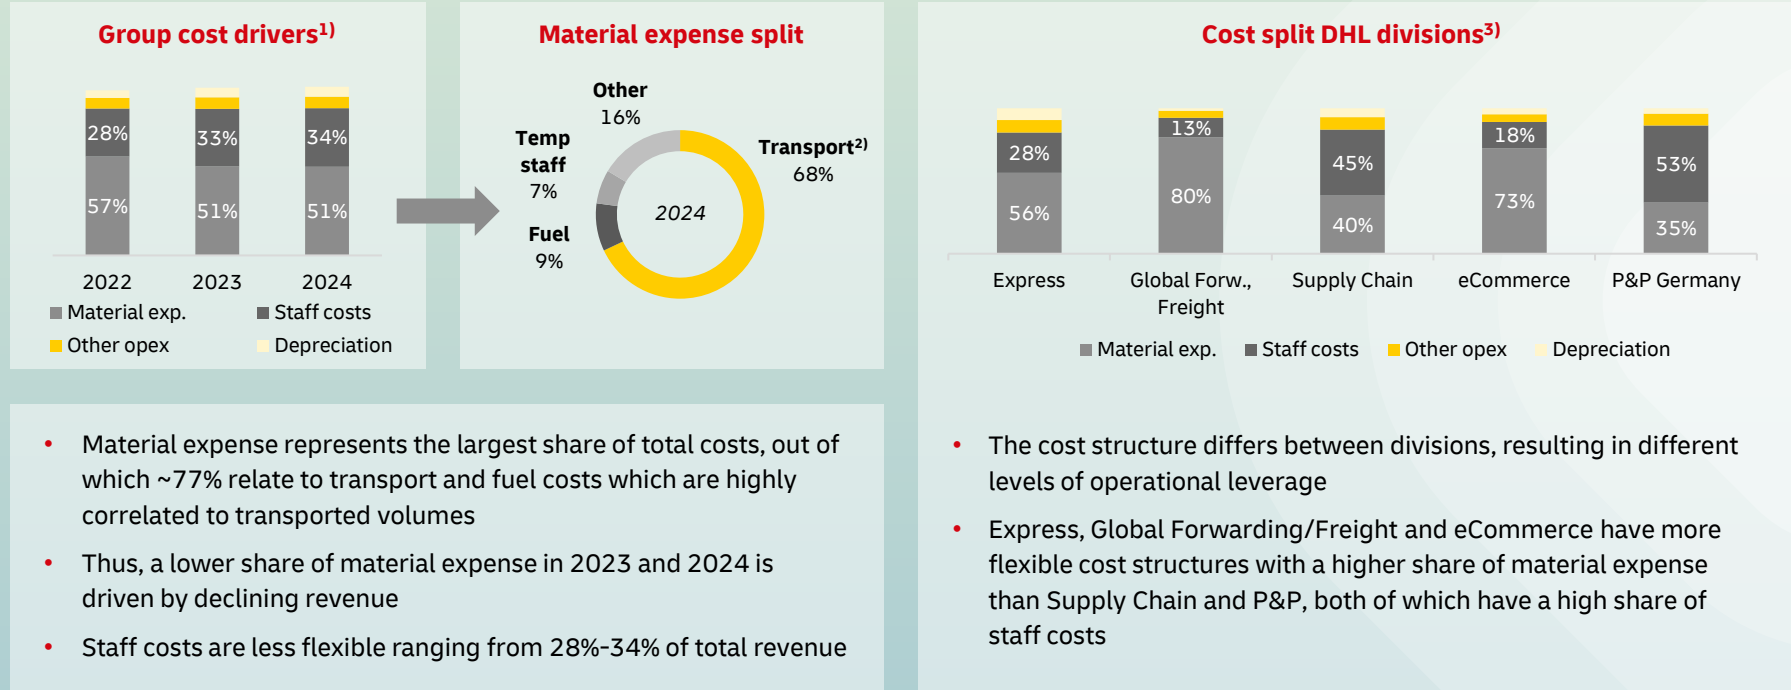 Group cost drivers1)
28%
33%
34%
57%
51%
51%
2022
2023
2024
Material exp.
Staff costs
Other opex
Depreciation
Material expense split
Other
16%
Temp
staff
7%
Transport2)
68%
2024
Fuel
9%
Cost split DHL divisions3)
28%
13%
45%
18%
53%
56%
80%
40%
73%
35%
Express
Global Forw.,
Freight
Supply Chain
eCommerce
P&P Germany
Material exp.
Staff costs
Other opex
Depreciation
• Material expense represents the largest share of total costs, out of
which ~77% relate to transport and fuel costs which are highly
correlated to transported volumes
• Thus, a lower share of material expense in 2023 and 2024 is
driven by declining revenue
• Staff costs are less flexible ranging from 28%-34% of total revenue
• The cost structure differs between divisions, resulting in different
levels of operational leverage
• Express, Global Forwarding/Freight and eCommerce have more
flexible cost structures with a higher share of material expense
than Supply Chain and P&P, both of which have a high share of
staff costs